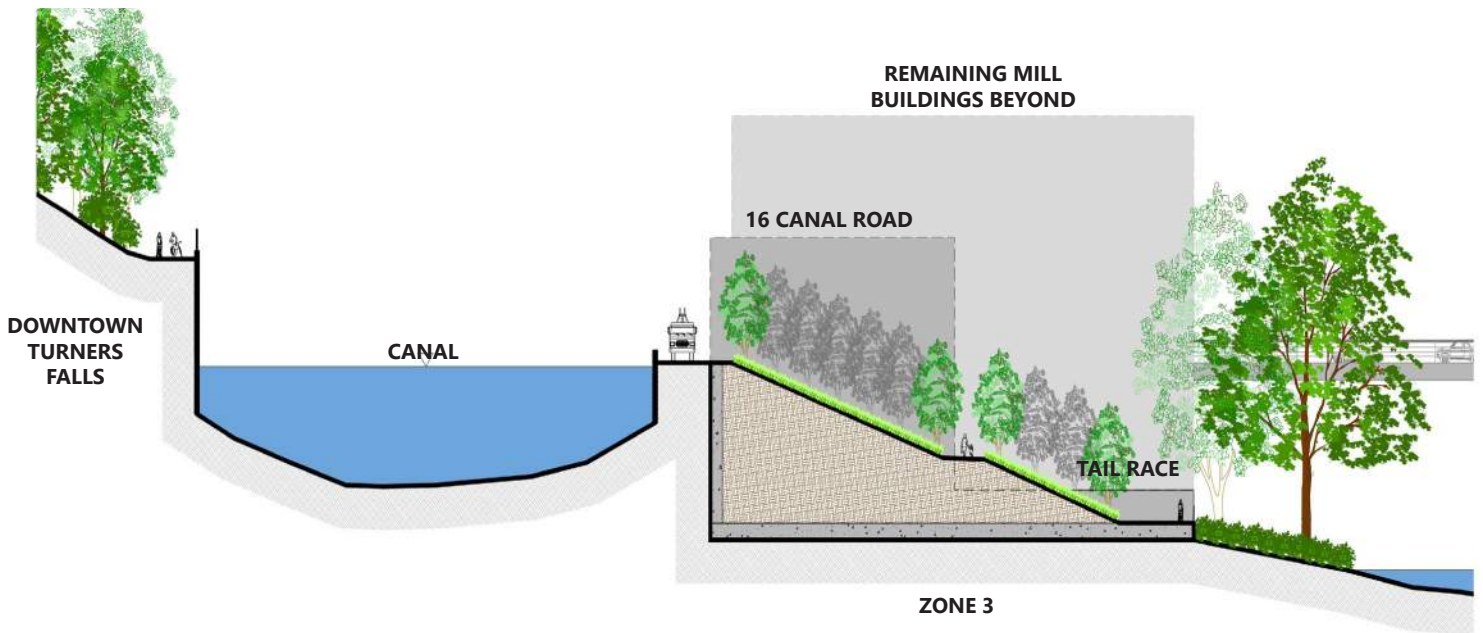 REMAINING MILL
BUILDINGS BEYOND
16 CANAL ROAD
DOWNTOWN
TURNERS
FALLS
CANAL
TAIL RACE
ZONE 3